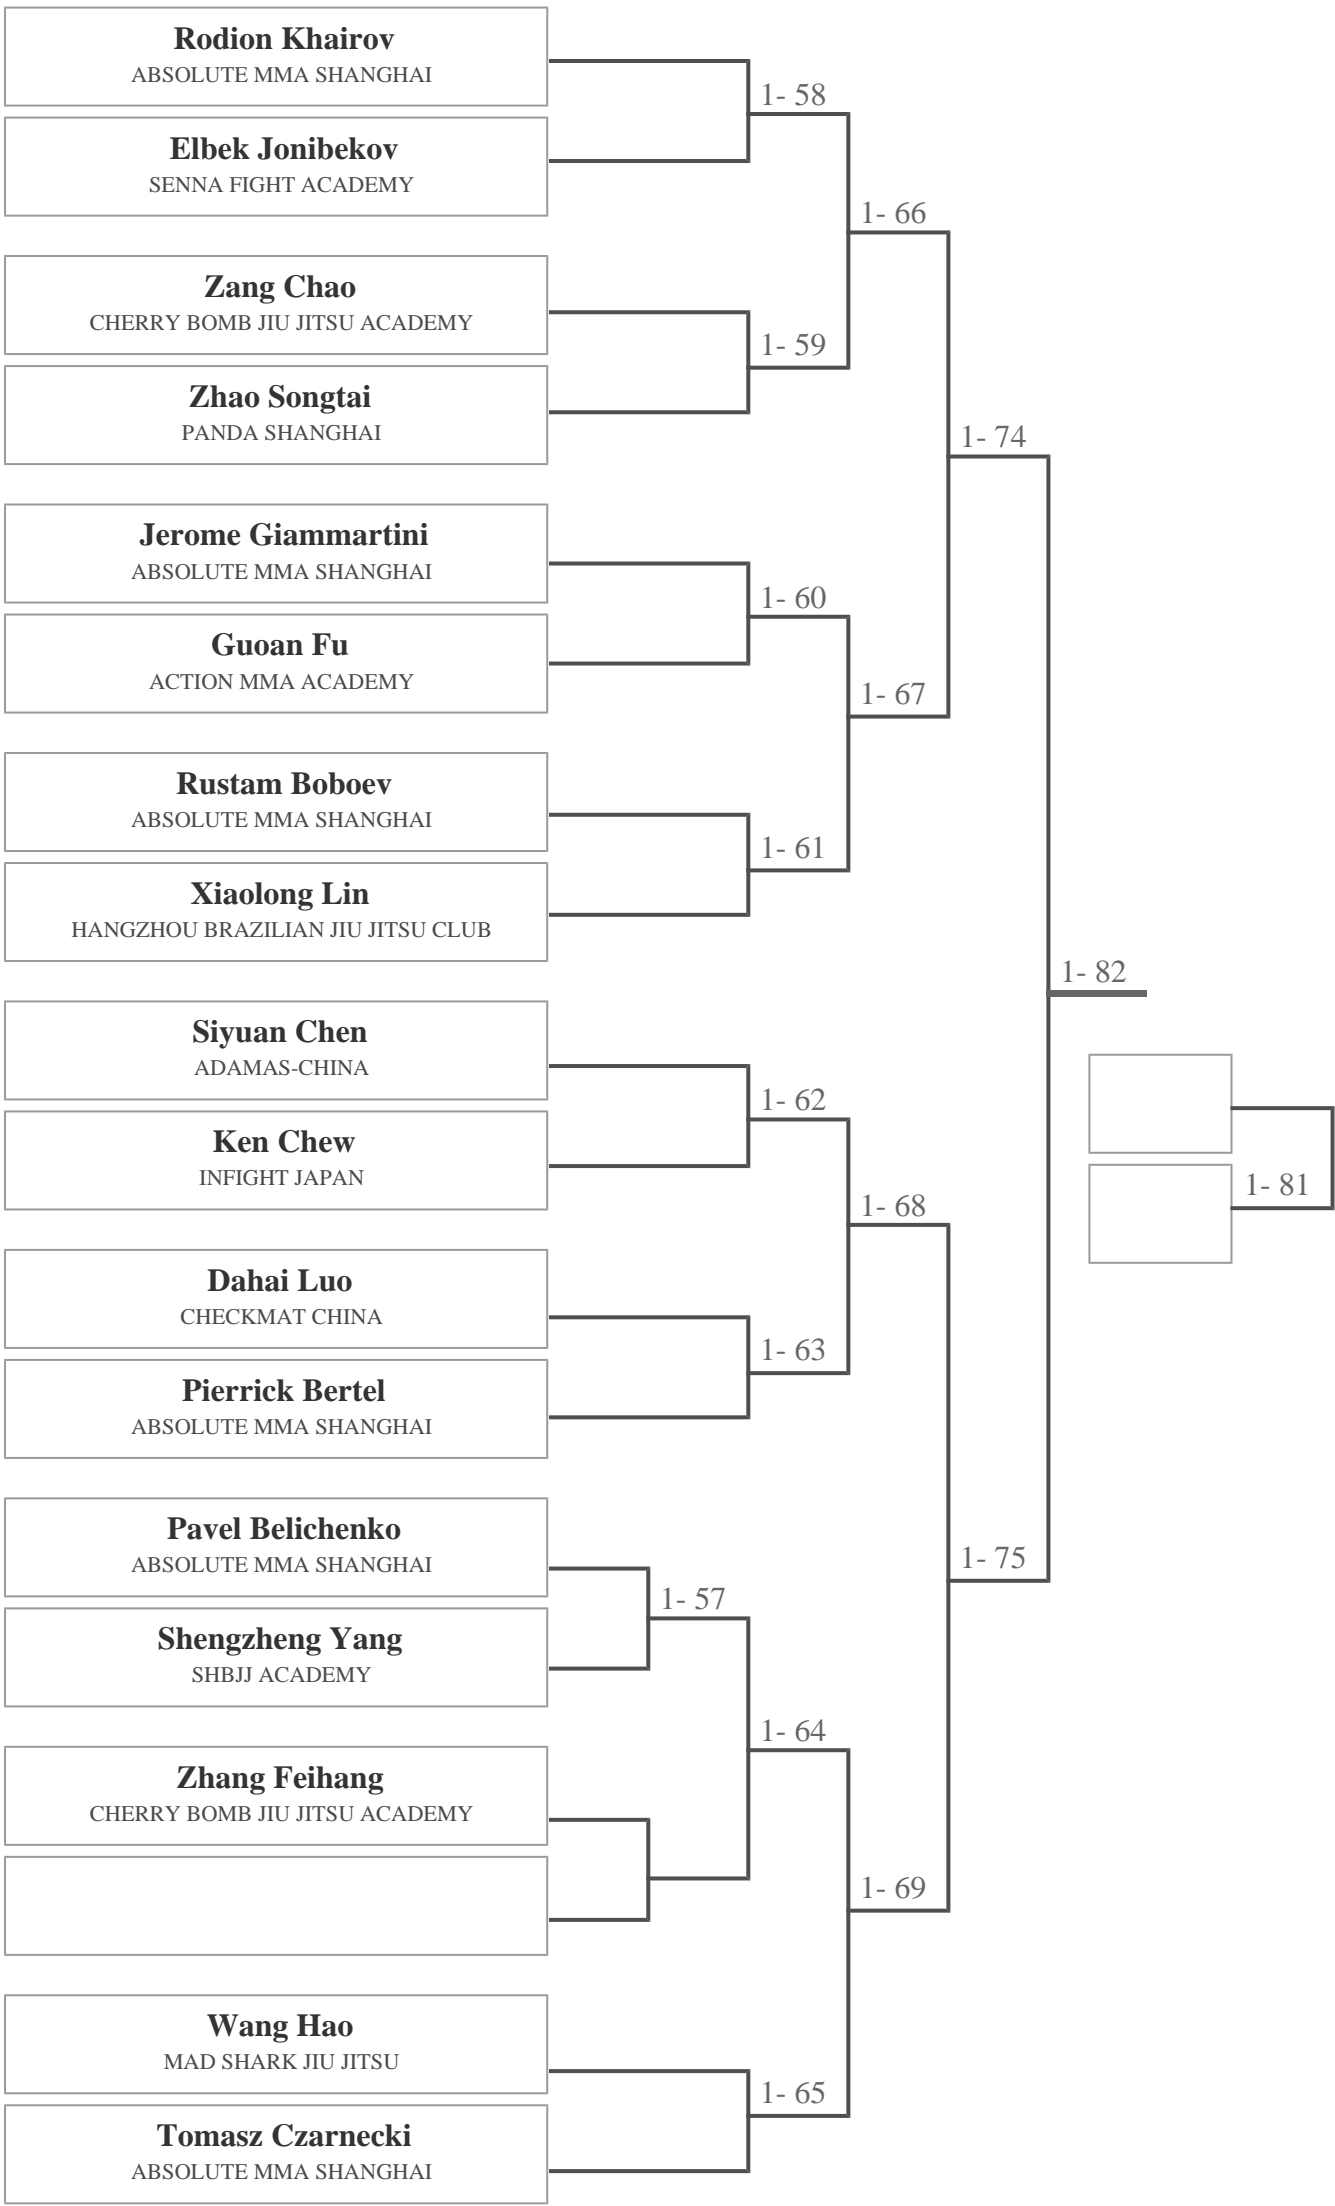 Rodion Khairov
ABSOLUTE MMA SHANGHAI
1- 58
Elbek Jonibekov
SENNA FIGHT ACADEMY
1- 66
Zang Chao
CHERRY BOMB JIU JITSU ACADEMY
1- 59
Zhao Songtai
PANDA SHANGHAI
1- 74
Jerome Giammartini
ABSOLUTE MMA SHANGHAI
1- 60
Guoan Fu
ACTION MMA ACADEMY
1- 67
Rustam Boboev
ABSOLUTE MMA SHANGHAI
1- 61
Xiaolong Lin
HANGZHOU BRAZILIAN JIU JITSU CLUB
1- 82
Siyuan Chen
ADAMAS-CHINA
1- 62
Ken Chew
INFIGHT JAPAN
1- 81
1- 68
Dahai Luo
CHECKMAT CHINA
1- 63
Pierrick Bertel
ABSOLUTE MMA SHANGHAI
Pavel Belichenko
ABSOLUTE MMA SHANGHAI
1- 75
1- 57
Shengzheng Yang
SHBJJ ACADEMY
1- 64
Zhang Feihang
CHERRY BOMB JIU JITSU ACADEMY
1- 69
Wang Hao
MAD SHARK JIU JITSU
1- 65
Tomasz Czarnecki
ABSOLUTE MMA SHANGHAI